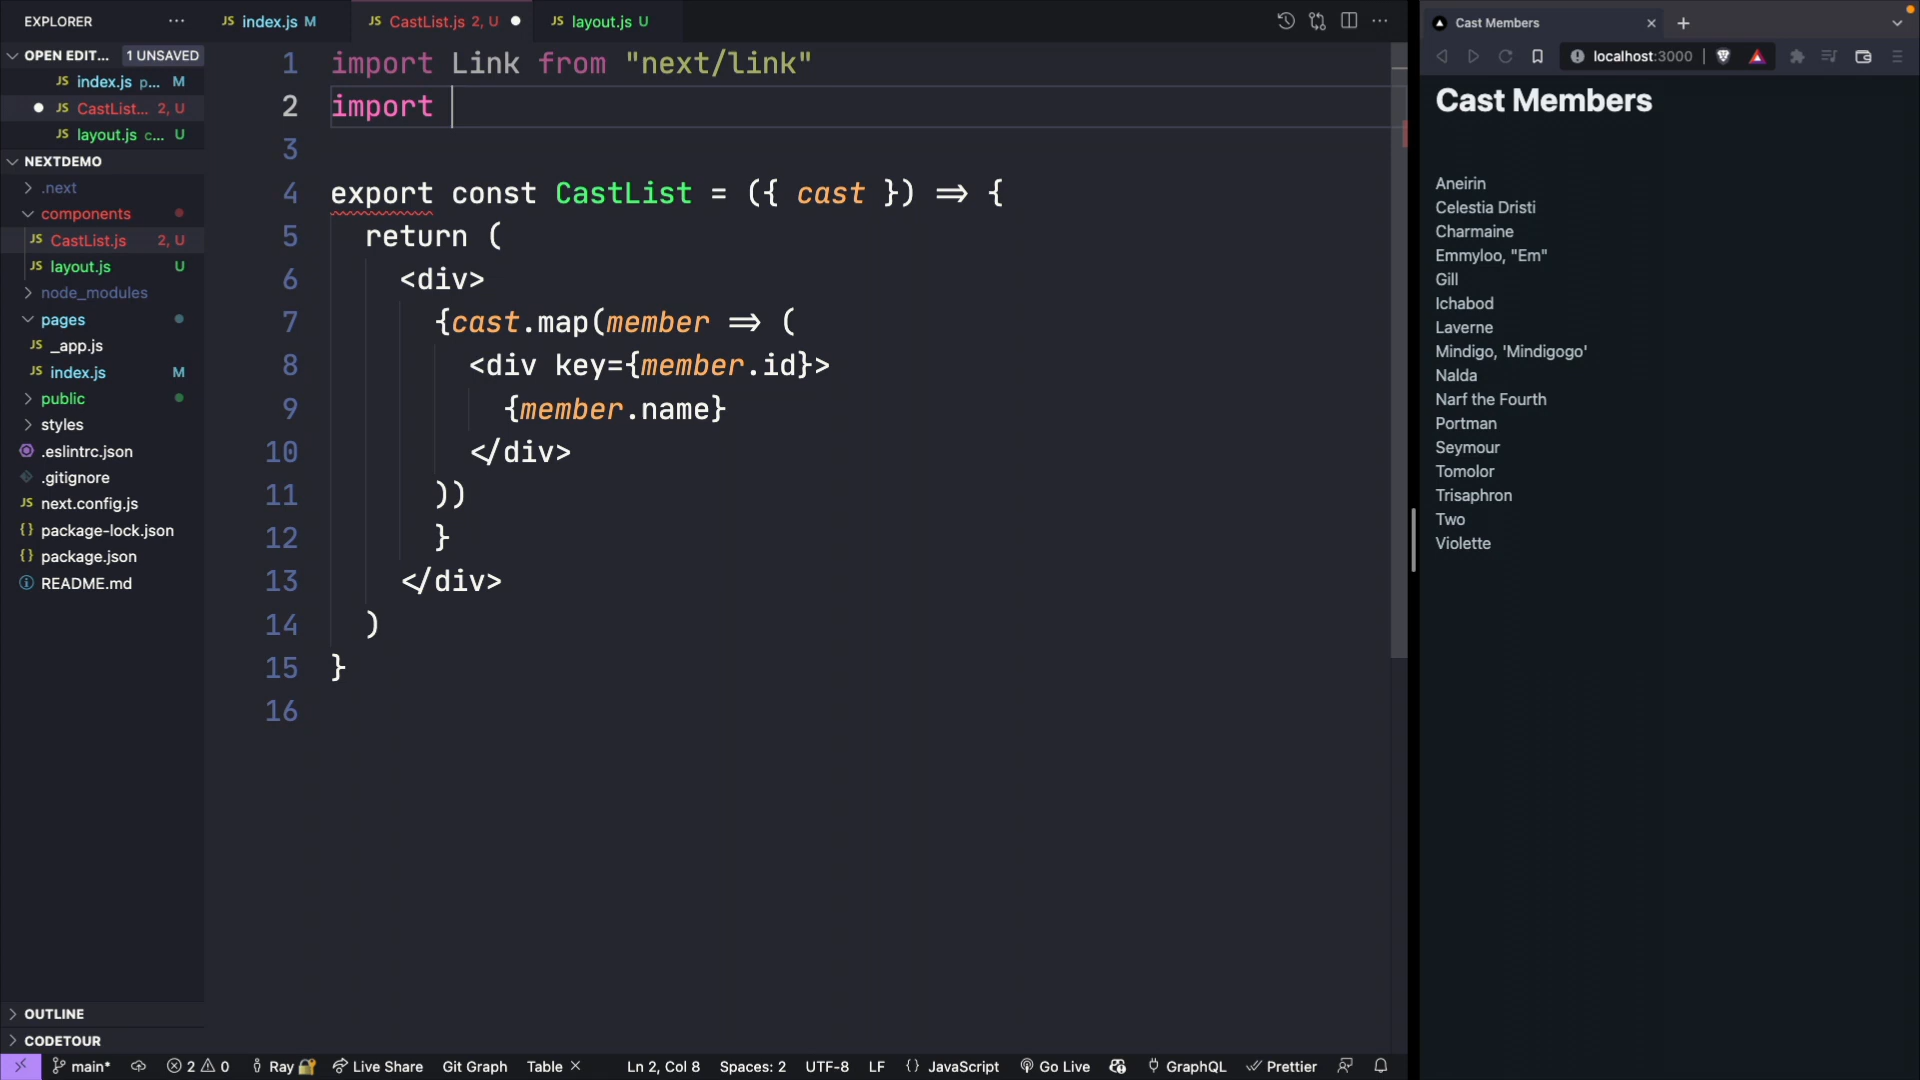 EXPLORER
OPEN EDIT... 1 UNSAVED
JS index.js p... M
JS CastList... 2, U
JS layout.js c... U
NEXTDEMO
.next
components
JS CastList.js 2, U
JS layout.js U
node_modules
pages
JS _app.js
JS index.js M
public
styles
.eslintrc.json
.gitignore
JS next.config.js
{} package-lock.json
{} package.json
README.md
OUTLINE
CODETOUR
JS index.js M JS CastList.js 2, U JS layout.js U
1 import Link from "next/link"
2 import
3
4 export const CastList = ({ cast }) => {
5 return (
6 <div>
7 {cast.map(member => (
8 <div key={member.id}>
9 {member.name}
10 </div>
11 ))
12 }
13 </div>
14 )
15 }
16
main* 2 0 Ray Live Share Git Graph Table Ln 2, Col 8 Spaces: 2 UTF-8 LF {} JavaScript Go Live GraphQL Prettier
Cast Members
localhost:3000
Cast Members
Aneirin
Celestia Dristi
Charmaine
Emmyloo, "Em"
Gill
Ichabod
Laverne
Mindigo, 'Mindigogo'
Nalda
Narf the Fourth
Portman
Seymour
Tomolor
Trisaphron
Two
Violette